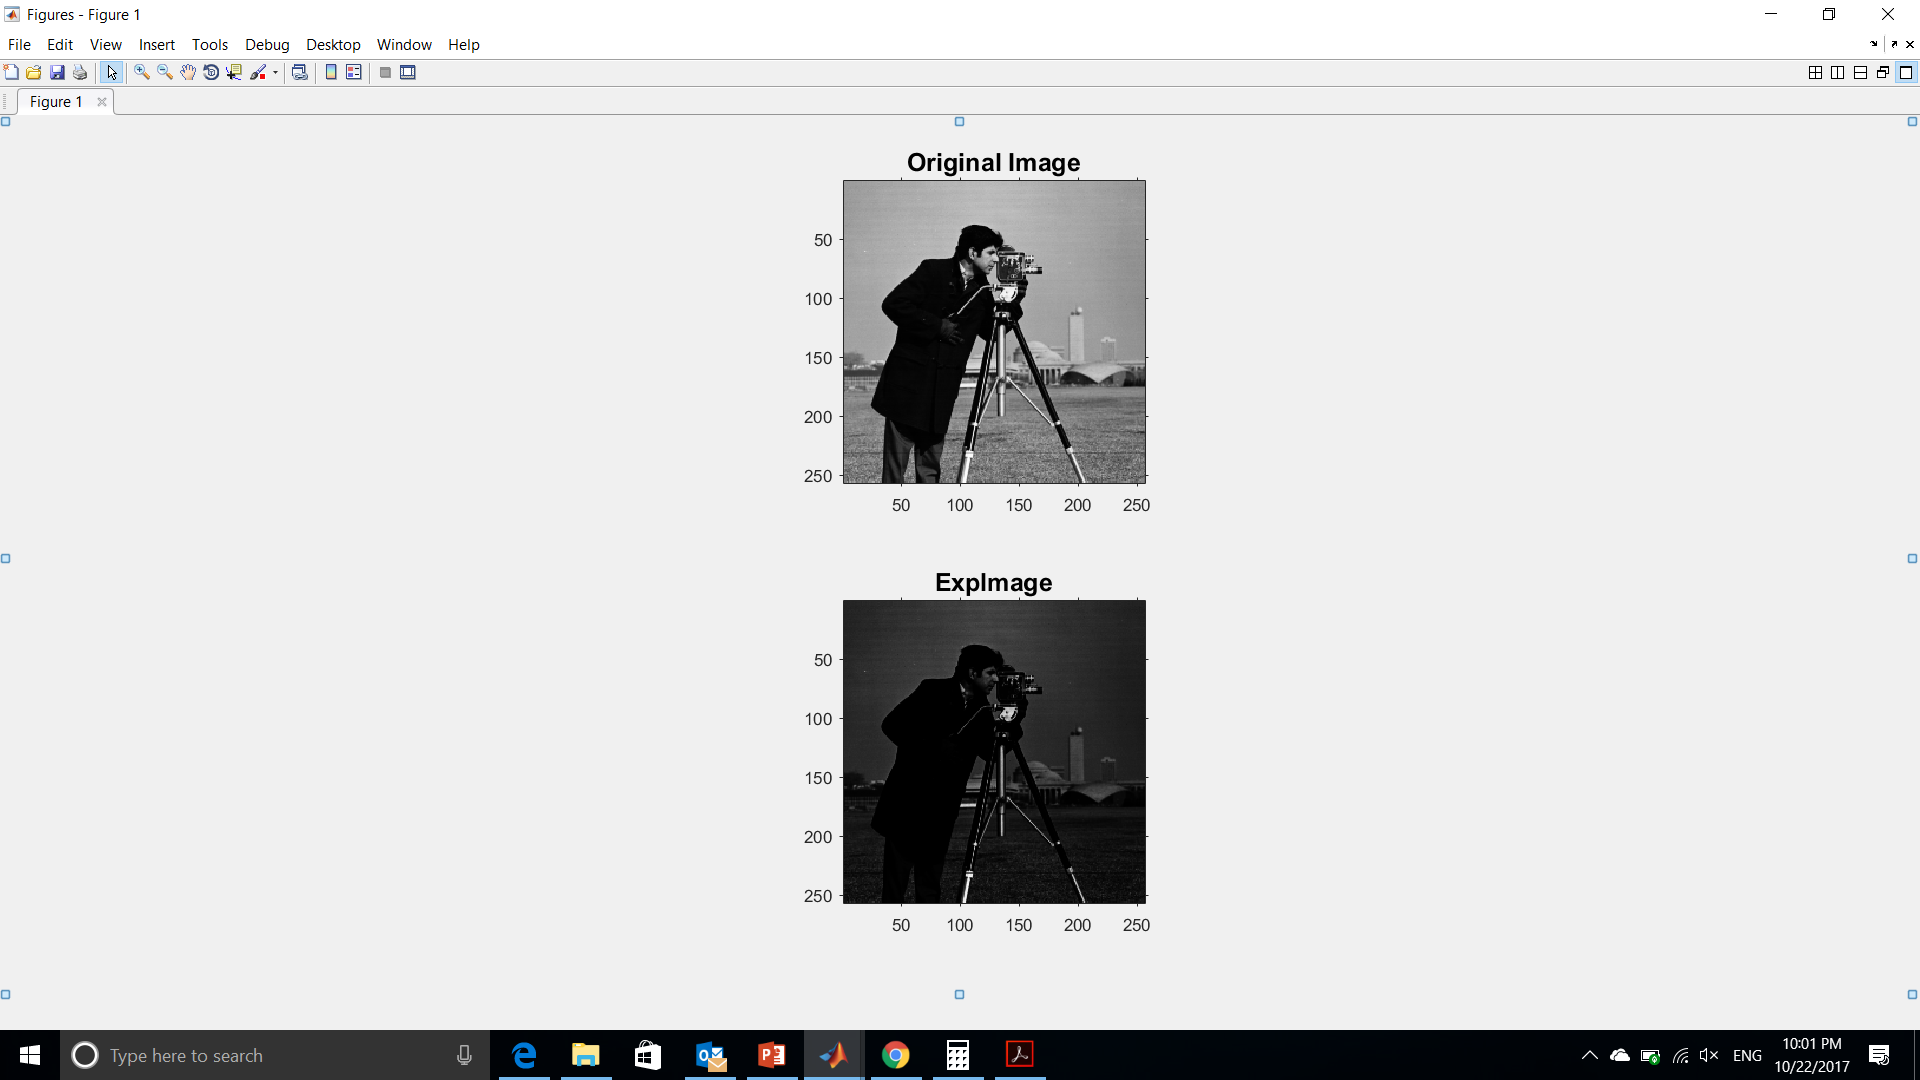 Figures - Figure 1
File Edit View Insert Tools Debug Desktop Window Help
Figure 1
Original Image
50
100
150
200
250
50 100 150 200 250
ExpImage
50
100
150
200
250
50 100 150 200 250
Type here to search
ENG
10:01 PM
10/22/2017